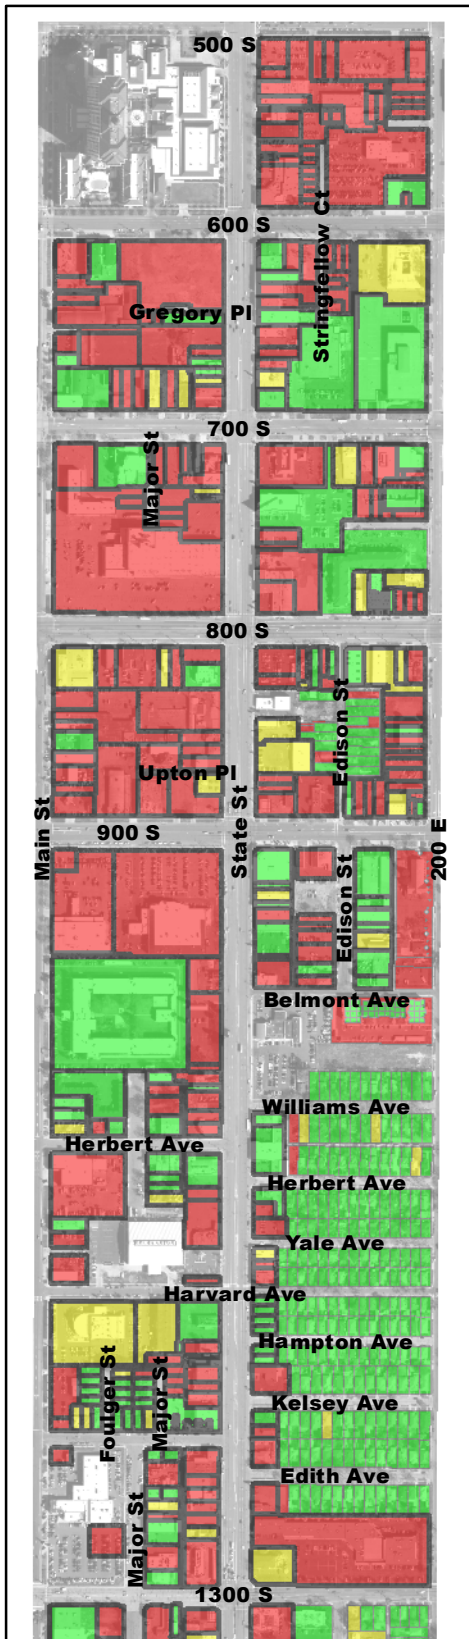 500 S
600 S
Stringfellow Ct
Gregory Pl
700 S
Major St
800 S
Edison St
Upton Pl
Main St
900 S
State St
200 E
Edison St
Belmont Ave
Williams Ave
Herbert Ave
Herbert Ave
Yale Ave
Harvard Ave
Hampton Ave
Foulger St
Major St
Kelsey Ave
Edith Ave
Major St
1300 S